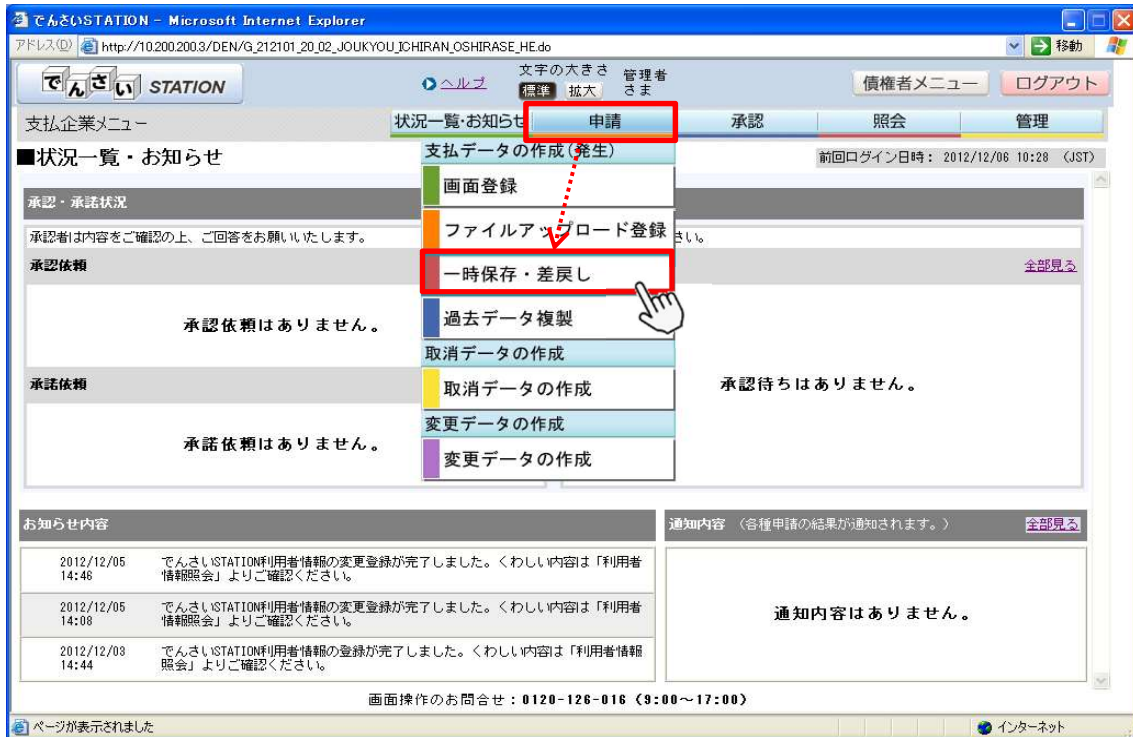 でんさいSTATION - Microsoft Internet Explorer
アドレス(D) http://10.200.200.3/DEN/G_212101_20_02_JOUKYOU_ICHIRAN_OSHIRASE_HE.do 移動
でんさい STATION
ヘルプ
文字の大きさ
標準 拡大
管理者
さま
債権者メニュー ログアウト
支払企業メニュー
状況一覧・お知らせ 申請 承認 照会 管理
■状況一覧・お知らせ
前回ログイン日時: 2012/12/06 10:28 (JST)
支払データの作成(発生)
画面登録
ファイルアップロード登録
一時保存・差戻し
過去データ複製
取消データの作成
取消データの作成
変更データの作成
変更データの作成
承認・承諾状況
承認者は内容をご確認の上、ご回答をお願いいたします。
さい。
承認依頼
全部見る
承認依頼はありません。
承諾依頼
承認待ちはありません。
承諾依頼はありません。
お知らせ内容
2012/12/05
14:46
でんさいSTATION利用者情報の変更登録が完了しました。くわしい内容は「利用者
情報照会」よりご確認ください。
2012/12/05
14:08
でんさいSTATION利用者情報の変更登録が完了しました。くわしい内容は「利用者
情報照会」よりご確認ください。
2012/12/03
14:44
でんさいSTATION利用者情報の登録が完了しました。くわしい内容は「利用者情報
照会」よりご確認ください。
通知内容 (各種申請の結果が通知されます。) 全部見る
通知内容はありません。
画面操作のお問合せ:0120-126-016 (9:00～17:00)
ページが表示されました
インターネット